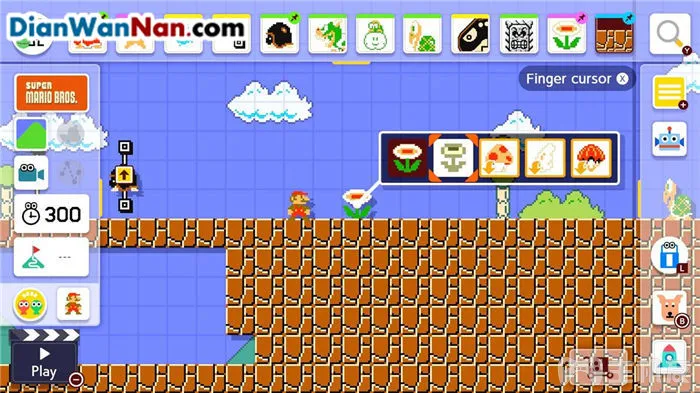 DianWanNan.Com
Finger cursor X
Y
SUPER
MARIO BROS.
300
---
L
B
Play